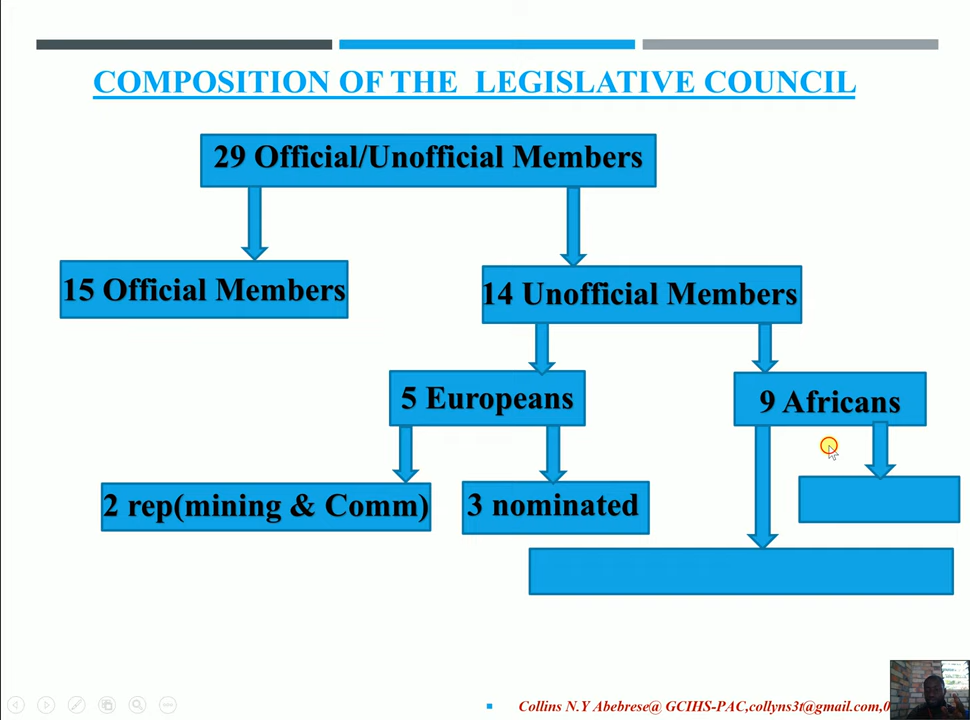 COMPOSITION OF THE LEGISLATIVE COUNCIL
29 Official/Unofficial Members
15 Official Members
14 Unofficial Members
5 Europeans
9 Africans
2 rep(mining & Comm)
3 nominated
Collins N.Y Abebrese@ GCIHS-PAC,collyns3t@gmail.com,0